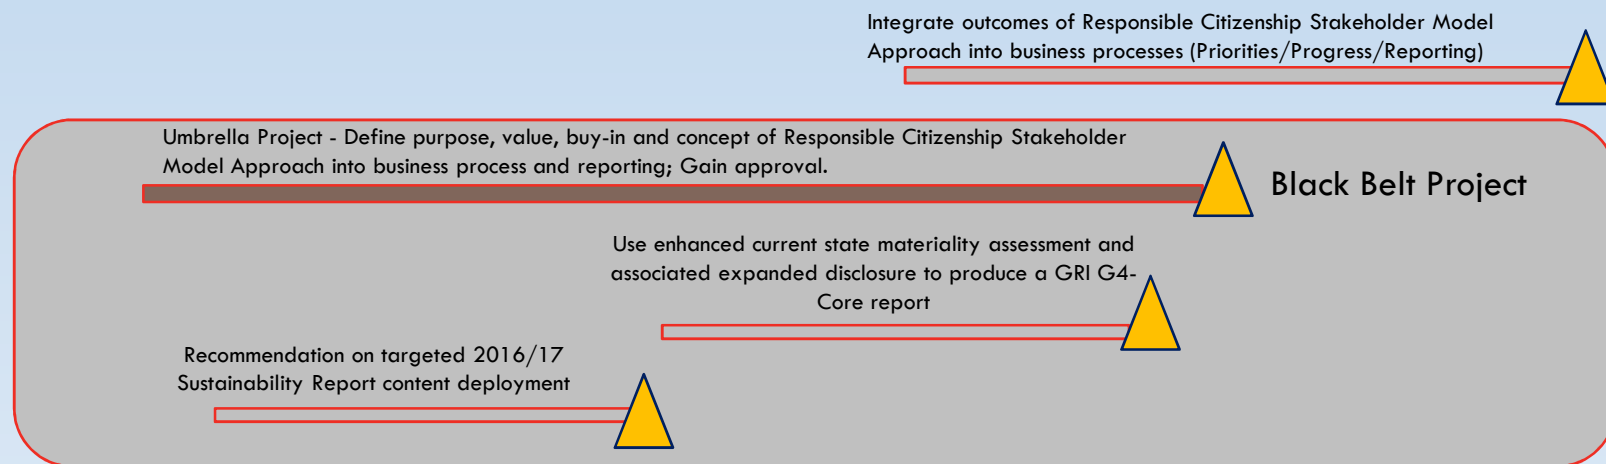 Integrate outcomes of Responsible Citizenship Stakeholder Model
Approach into business processes (Priorities/Progress/Reporting)
Umbrella Project - Define purpose, value, buy-in and concept of Responsible Citizenship Stakeholder
Model Approach into business process and reporting; Gain approval.
Black Belt Project
Use enhanced current state materiality assessment and
associated expanded disclosure to produce a GRI G4-
Core report
Recommendation on targeted 2016/17
Sustainability Report content deployment